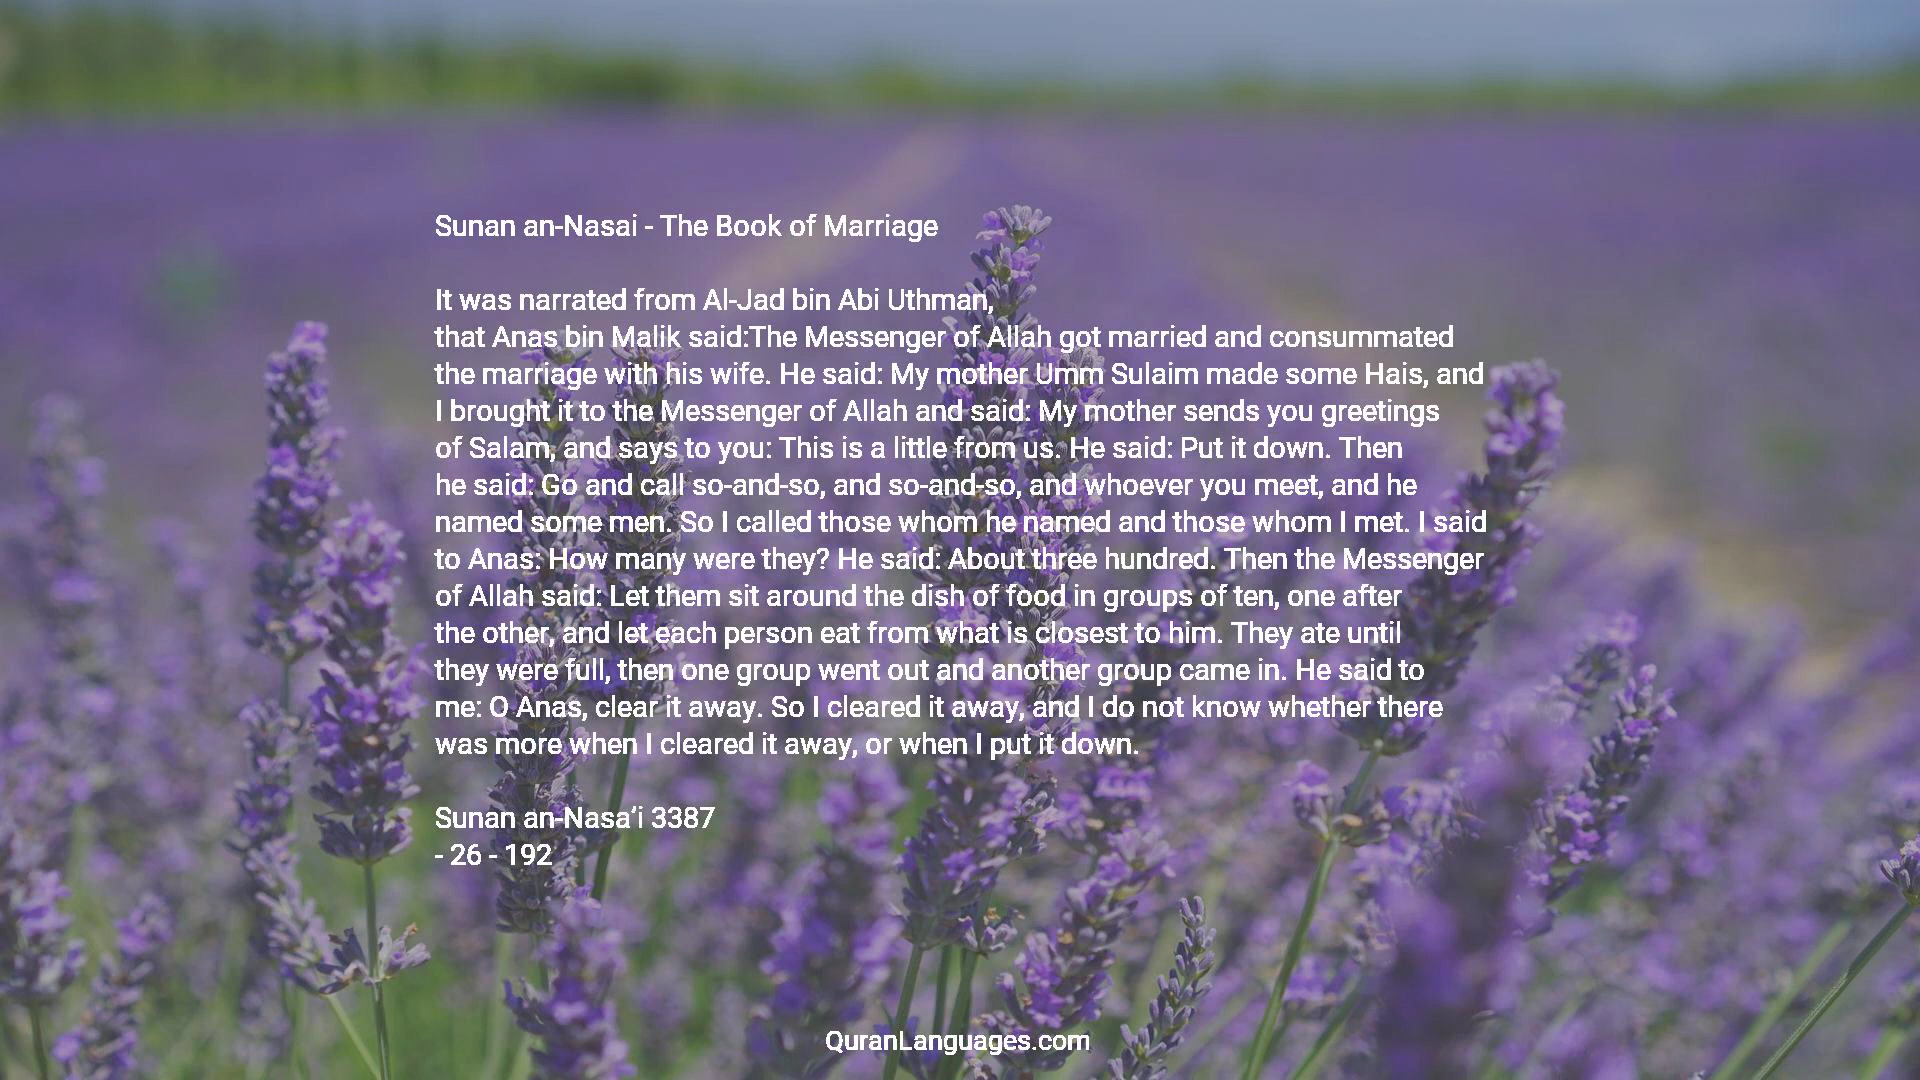 Sunan an-Nasai - The Book of Marriage
It was narrated from Al-Jad bin Abi Uthman,
that Anas bin Malik said:The Messenger of Allah got married and consummated
the marriage with his wife. He said: My mother Umm Sulaim made some Hais, and
I brought it to the Messenger of Allah and said: My mother sends you greetings
of Salam, and says to you: This is a little from us. He said: Put it down. Then
he said: Go and call so-and-so, and so-and-so, and whoever you meet, and he
named some men. So I called those whom he named and those whom I met. I said
to Anas: How many were they? He said: About three hundred. Then the Messenger
of Allah said: Let them sit around the dish of food in groups of ten, one after
the other, and let each person eat from what is closest to him. They ate until
they were full, then one group went out and another group came in. He said to
me: O Anas, clear it away. So I cleared it away, and I do not know whether there
was more when I cleared it away, or when I put it down.
Sunan an-Nasa’i 3387
- 26 - 192
QuranLanguages.com